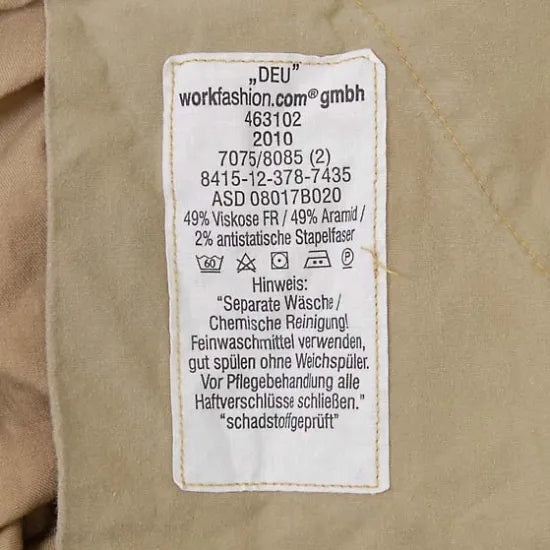 „DEU”
workfashion.com® gmbh
463102
2010
7075/8085 (2)
8415-12-378-7435
ASD 08017B020
49% Viskose FR / 49% Aramid /
2% antistatische Stapelfaser
60 P
Hinweis:
“Separate Wäsche /
Chemische Reinigung!
Feinwaschmittel verwenden,
gut spülen ohne Weichspüler.
Vor Pflegebehandlung alle
Haftverschlüsse schließen.”
“schadstoffgeprüft”